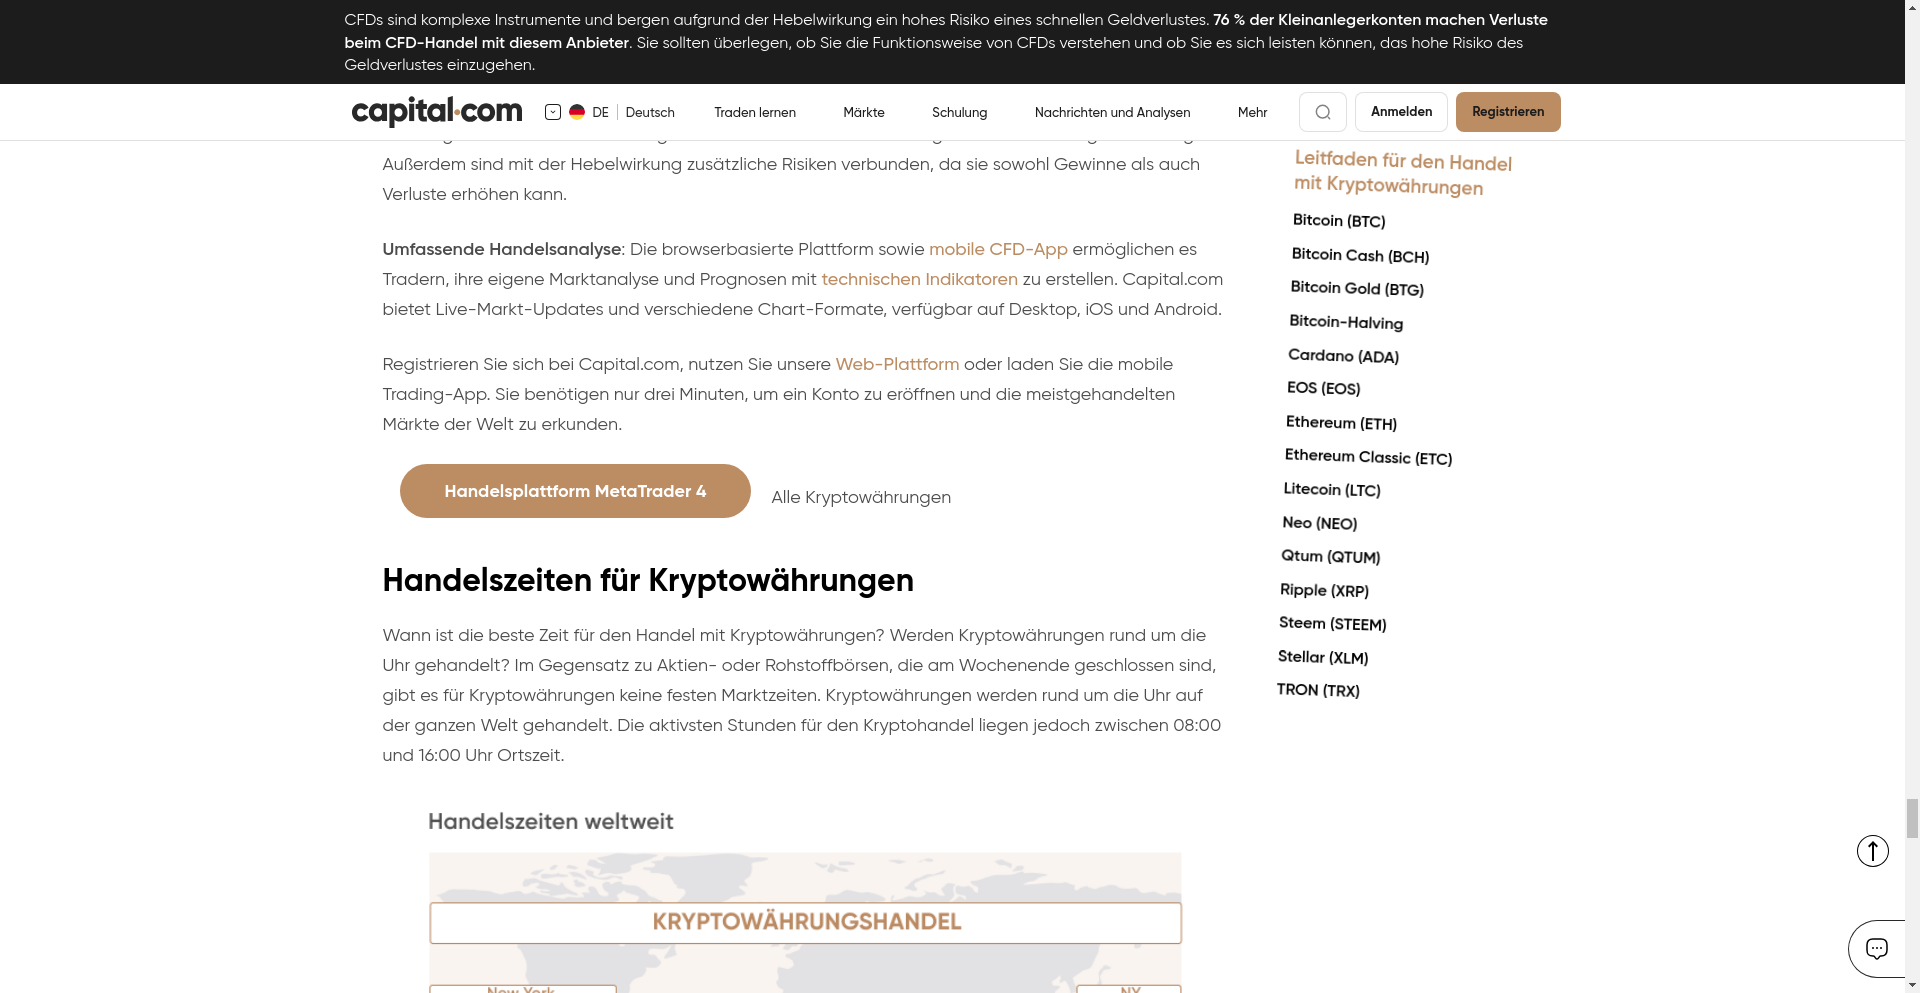 CFDs sind komplexe Instrumente und bergen aufgrund der Hebelwirkung ein hohes Risiko eines schnellen Geldverlustes. 76 % der Kleinanlegerkonten machen Verluste
beim CFD-Handel mit diesem Anbieter. Sie sollten überlegen, ob Sie die Funktionsweise von CFDs verstehen und ob Sie es sich leisten können, das hohe Risiko des
Geldverlustes einzugehen.
capital.com
DE Deutsch
Traden lernen
Märkte
Schulung
Nachrichten und Analysen
Mehr
Anmelden
Registrieren
Außerdem sind mit der Hebelwirkung zusätzliche Risiken verbunden, da sie sowohl Gewinne als auch
Verluste erhöhen kann.
Umfassende Handelsanalyse: Die browserbasierte Plattform sowie mobile CFD-App ermöglichen es
Tradern, ihre eigene Marktanalyse und Prognosen mit technischen Indikatoren zu erstellen. Capital.com
bietet Live-Markt-Updates und verschiedene Chart-Formate, verfügbar auf Desktop, iOS und Android.
Registrieren Sie sich bei Capital.com, nutzen Sie unsere Web-Plattform oder laden Sie die mobile
Trading-App. Sie benötigen nur drei Minuten, um ein Konto zu eröffnen und die meistgehandelten
Märkte der Welt zu erkunden.
Handelsplattform MetaTrader 4
Alle Kryptowährungen
Handelszeiten für Kryptowährungen
Wann ist die beste Zeit für den Handel mit Kryptowährungen? Werden Kryptowährungen rund um die
Uhr gehandelt? Im Gegensatz zu Aktien- oder Rohstoffbörsen, die am Wochenende geschlossen sind,
gibt es für Kryptowährungen keine festen Marktzeiten. Kryptowährungen werden rund um die Uhr auf
der ganzen Welt gehandelt. Die aktivsten Stunden für den Kryptohandel liegen jedoch zwischen 08:00
und 16:00 Uhr Ortszeit.
Handelszeiten weltweit
KRYPTOWÄHRUNGSHANDEL
New York
NY
Leitfaden für den Handel
mit Kryptowährungen
Bitcoin (BTC)
Bitcoin Cash (BCH)
Bitcoin Gold (BTG)
Bitcoin-Halving
Cardano (ADA)
EOS (EOS)
Ethereum (ETH)
Ethereum Classic (ETC)
Litecoin (LTC)
Neo (NEO)
Qtum (QTUM)
Ripple (XRP)
Steem (STEEM)
Stellar (XLM)
TRON (TRX)